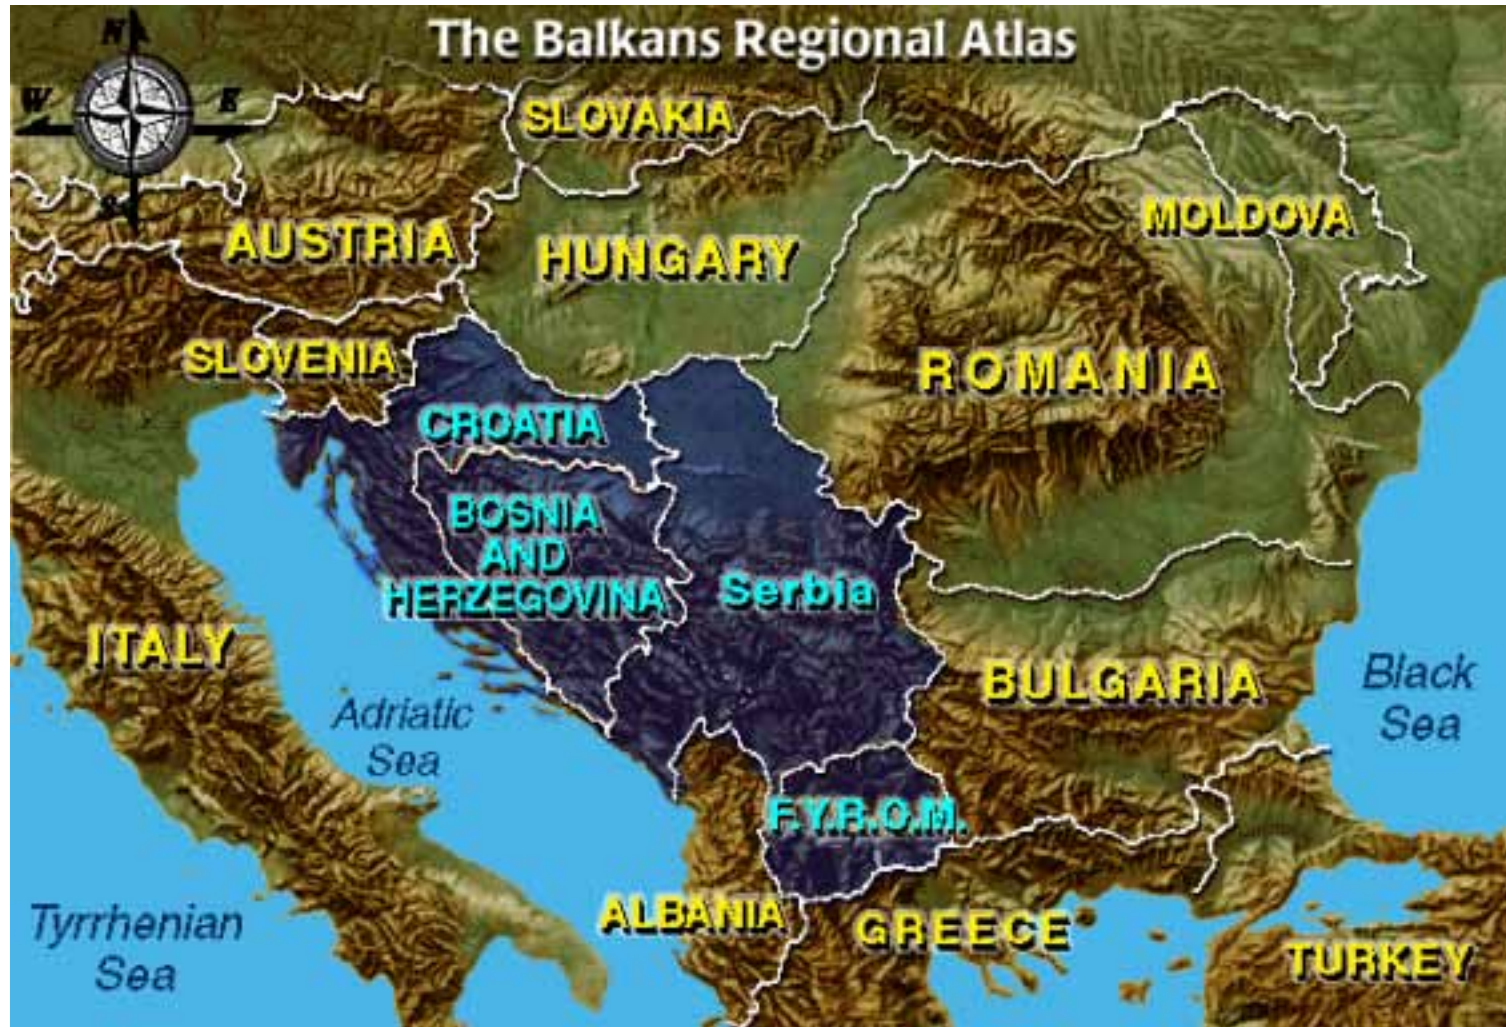 The Balkans Regional Atlas
N
W
E
S
SLOVAKIA
AUSTRIA
HUNGARY
MOLDOVA
SLOVENIA
ROMANIA
CROATIA
BOSNIA
AND
HERZEGOVINA
Serbia
ITALY
BULGARIA
Black
Sea
Adriatic
Sea
F.Y.R.O.M.
ALBANIA
GREECE
Tyrrhenian
Sea
TURKEY